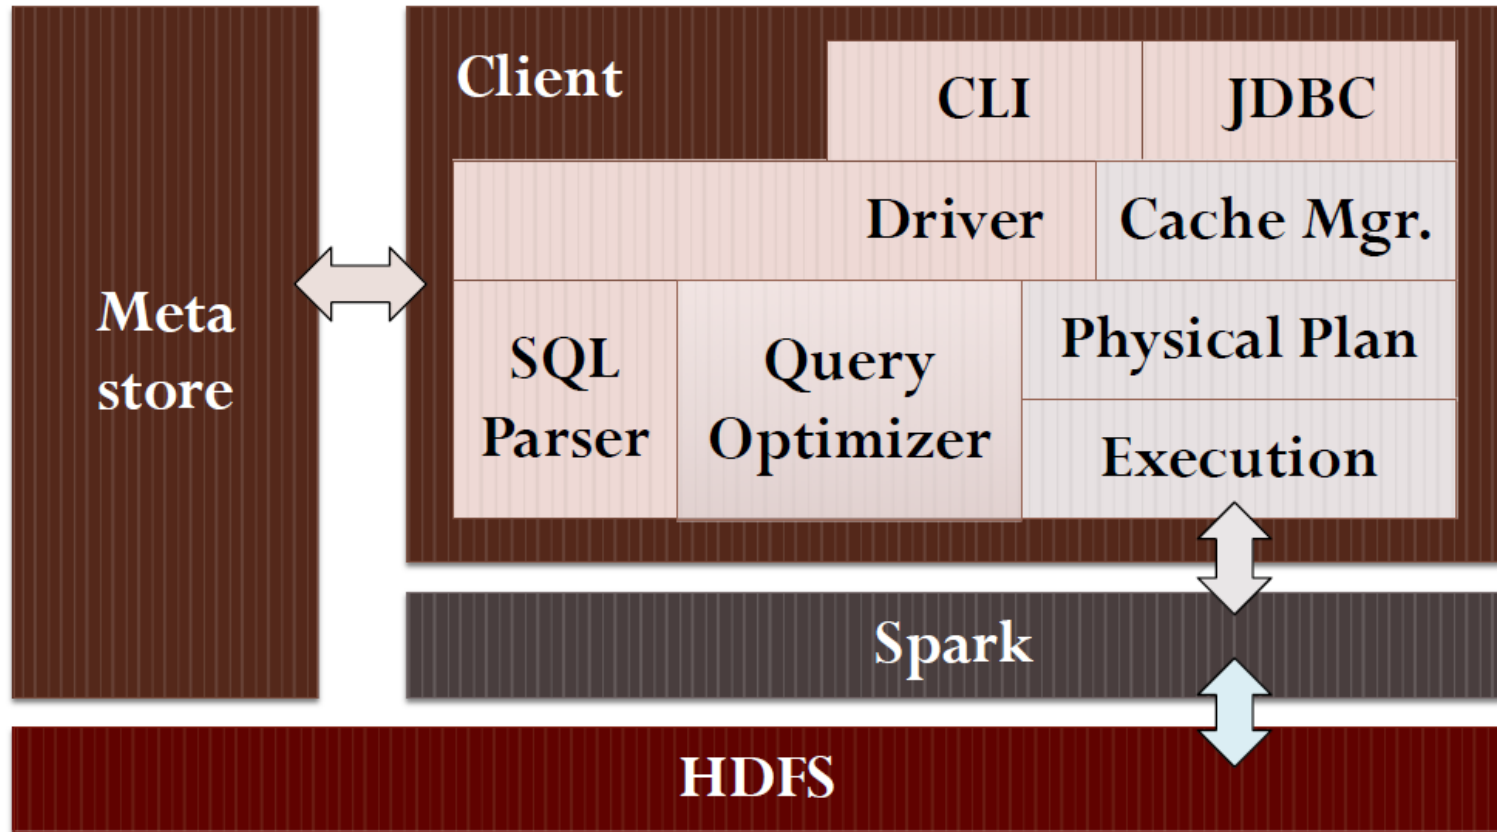 Client
CLI
JDBC
Driver
Cache Mgr.
Meta
store
SQL
Parser
Query
Optimizer
Physical Plan
Execution
Spark
HDFS